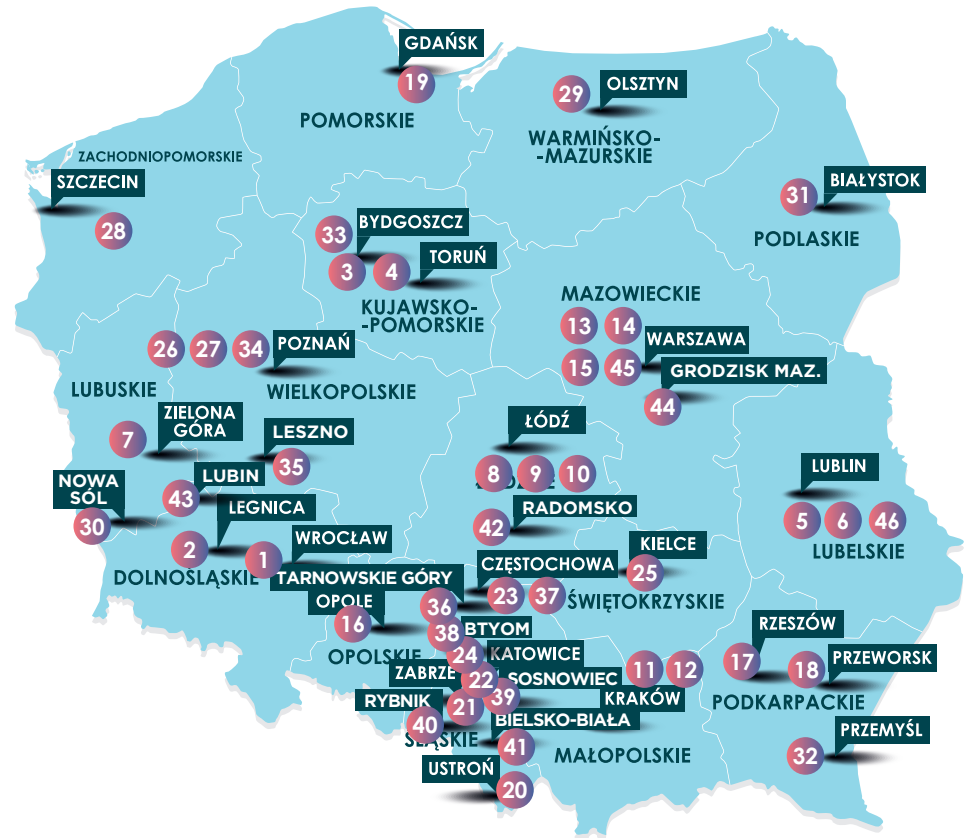 GDAŃSK
19
POMORSKIE
29
OLSZTYN
WARMIŃSKO-
-MAZURSKIE
ZACHODNIOPOMORSKIE
SZCZECIN
28
31
BIAŁYSTOK
PODLASKIE
33
BYDGOSZCZ
3
4
TORUŃ
KUJAWSKO-
-POMORSKIE
MAZOWIECKIE
13
14
15
45
WARSZAWA
GRODZISK MAZ.
44
26
27
34
POZNAŃ
LUBUSKIE
WIELKOPOLSKIE
ZIELONA
GÓRA
7
LESZNO
35
ŁÓDŹ
8
9
10
LUBLIN
5
6
46
LUBELSKIE
NOWA
SÓL
30
LUBIN
43
LEGNICA
2
DOLNOŚLĄSKIE
WROCŁAW
1
RADOMSKO
42
KIELCE
25
ŚWIĘTOKRZYSKIE
CZĘSTOCHOWA
23
37
TARNOWSKIE GÓRY
36
OPOLE
16
OPOLSKIE
BTYOM
38
KATOWICE
24
ZABRZE
22
SOSNOWIEC
39
RYBNIK
21
40
ŚLĄSKIE
BIELSKO-BIAŁA
41
USTROŃ
20
11
12
KRAKÓW
MAŁOPOLSKIE
RZESZÓW
17
18
PRZEWORSK
PODKARPACKIE
PRZEMYŚL
32